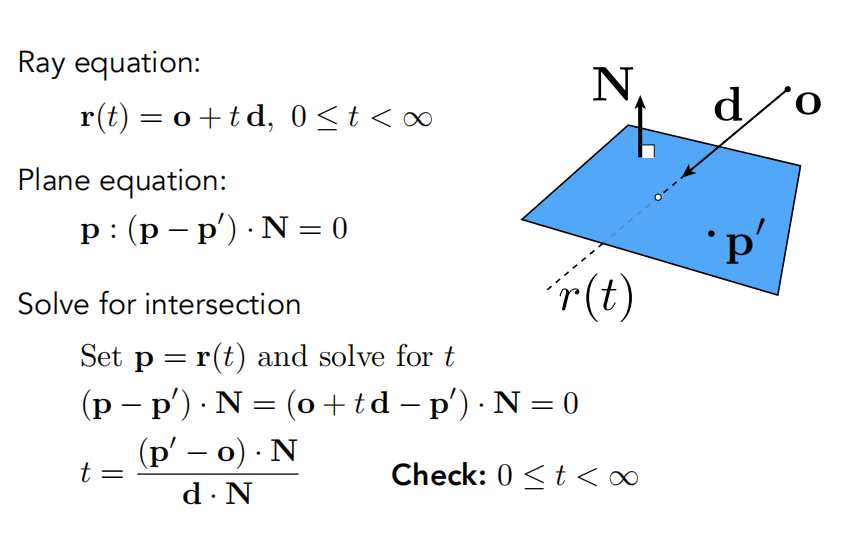 Ray equation:
r(t) = o + t d, 0 ≤ t < ∞
Plane equation:
p : (p − p′) · N = 0
Solve for intersection
Set p = r(t) and solve for t
(p − p′) · N = (o + t d − p′) · N = 0
t = (p′ − o) · N / d · N
Check: 0 ≤ t < ∞
N
d
o
p′
r(t)